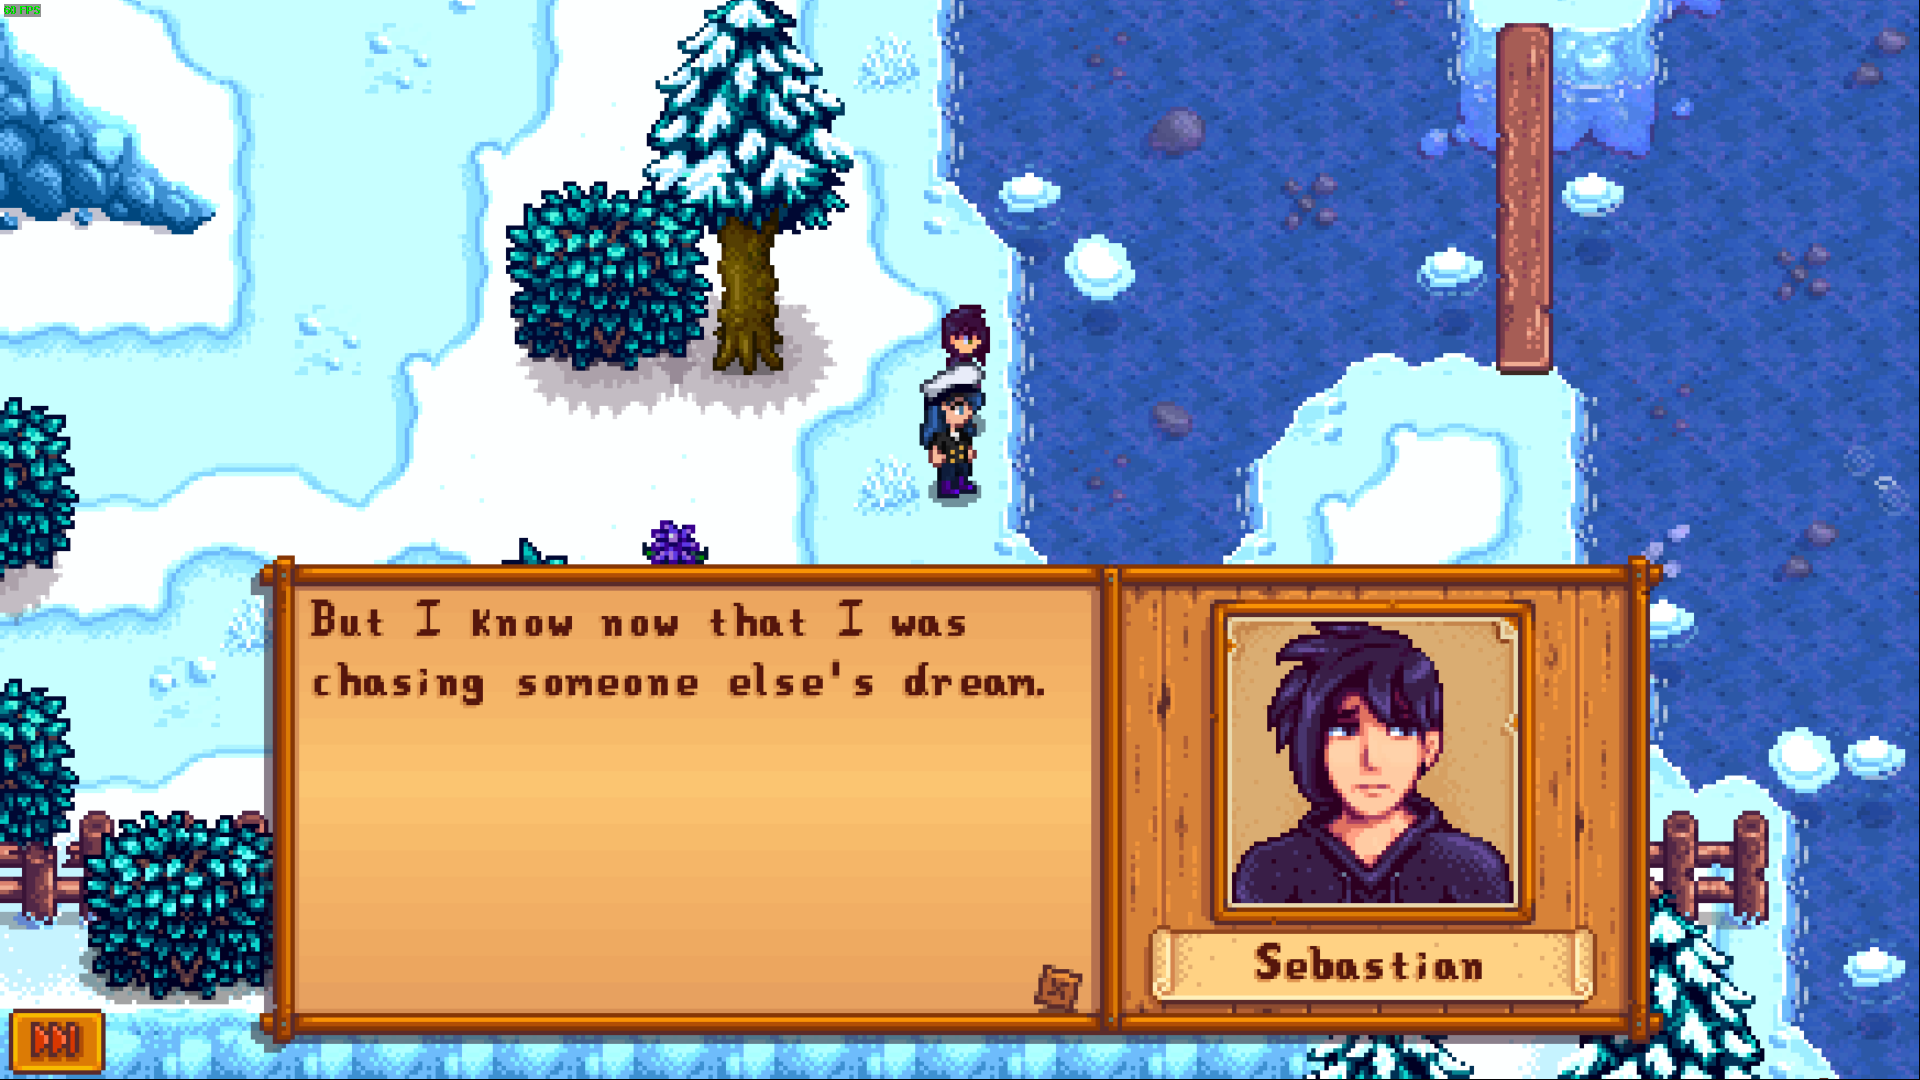 But I know now that I was
chasing someone else's dream.
Sebastian